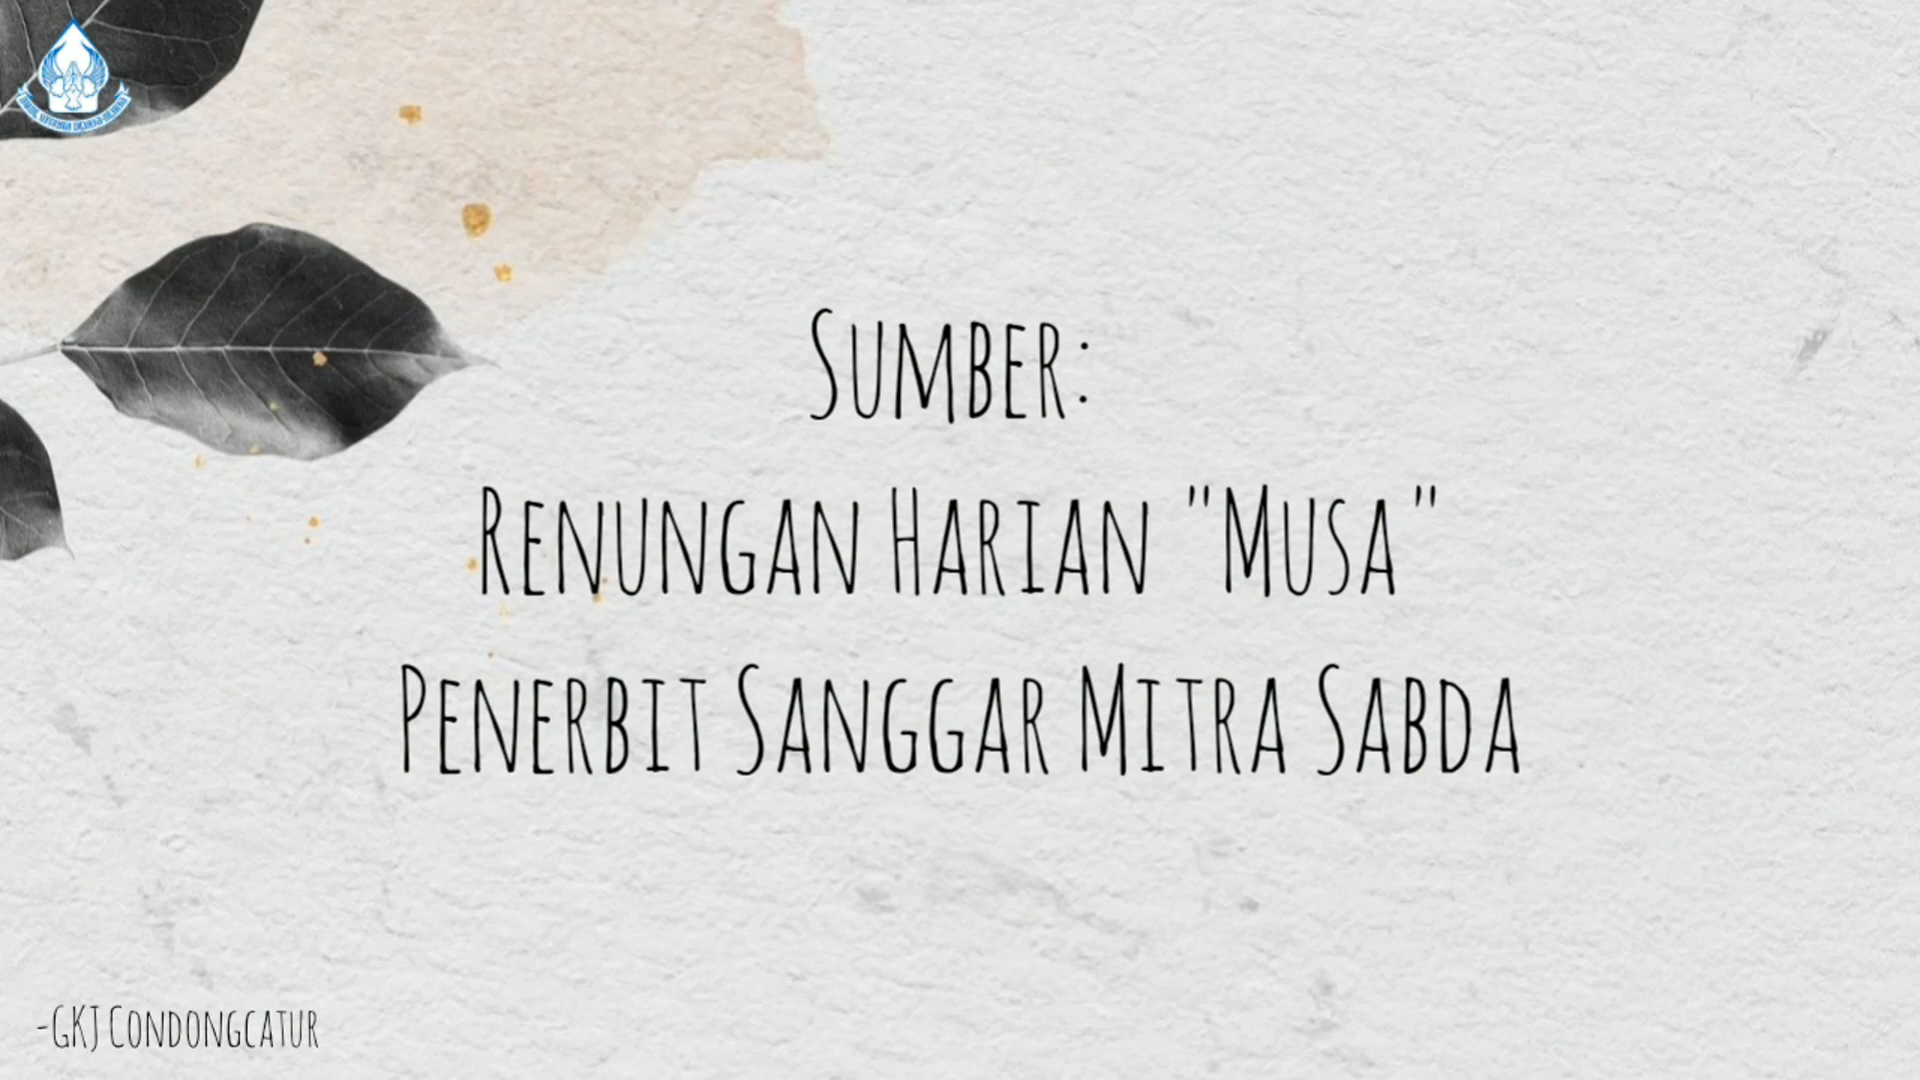 Sumber:
Renungan Harian "Musa"
Penerbit Sanggar Mitra Sabda
-GKJ Condongcatur